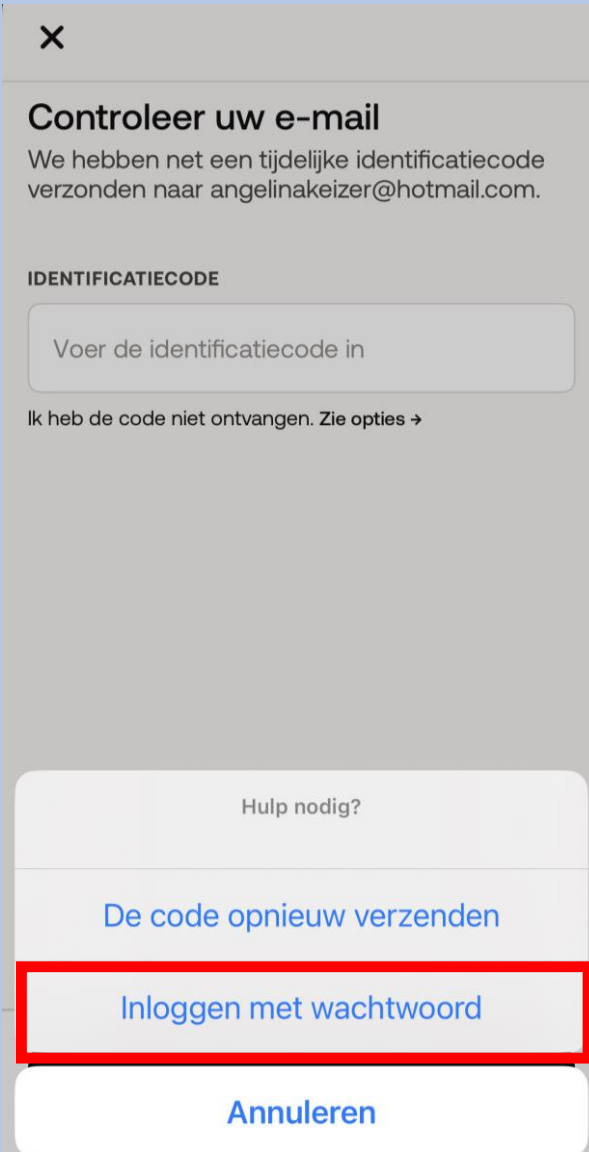 Controleer uw e-mail
We hebben net een tijdelijke identificatiecode
verzonden naar angelinakeizer@hotmail.com.
IDENTIFICATIECODE
Voer de identificatiecode in
Ik heb de code niet ontvangen. Zie opties →
Hulp nodig?
De code opnieuw verzenden
Inloggen met wachtwoord
Annuleren